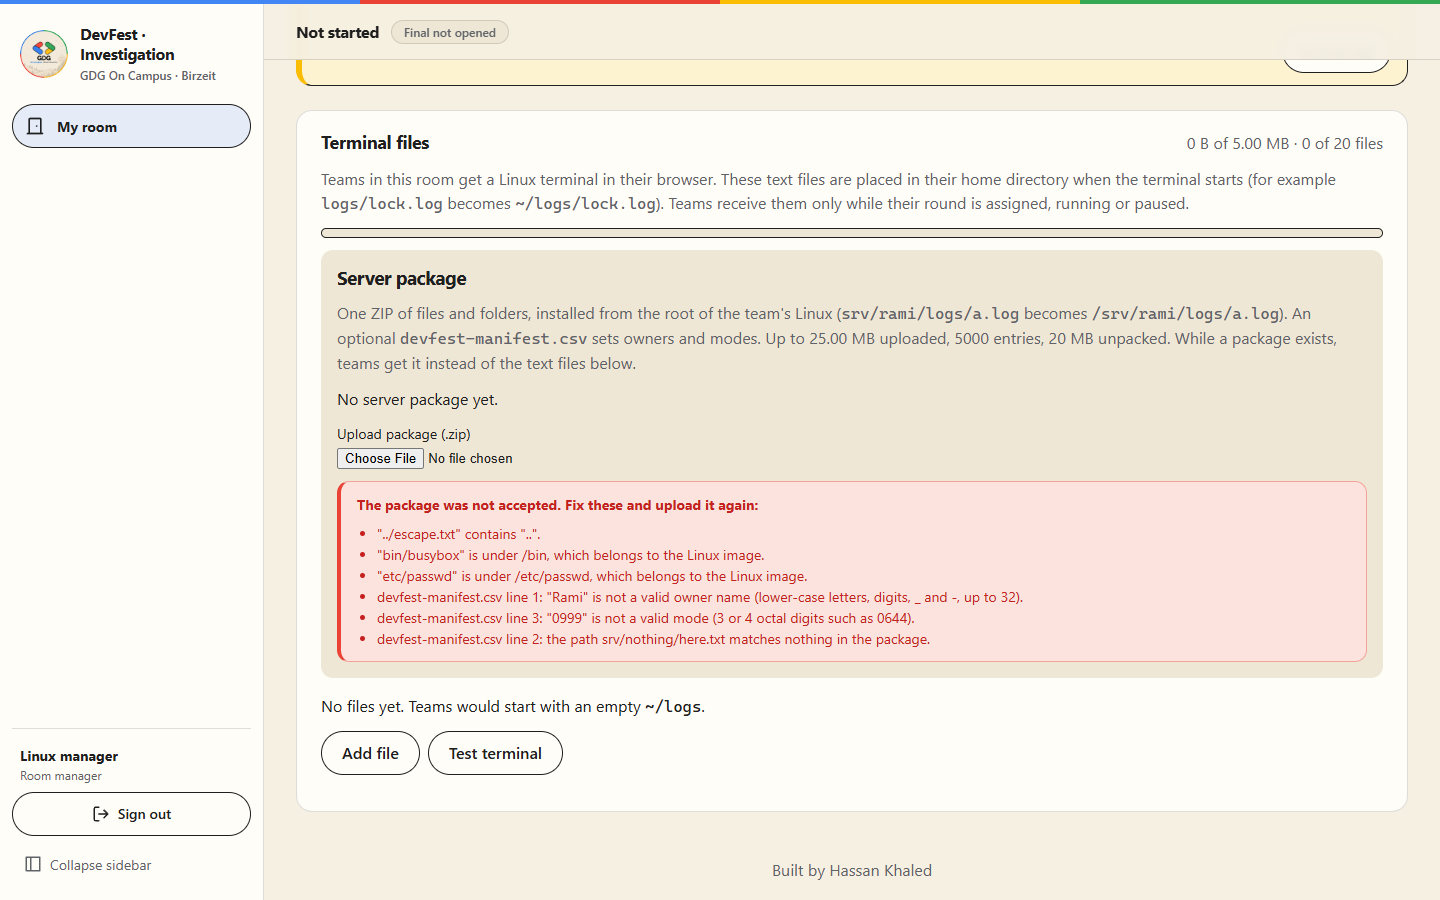 DevFest ·
Investigation
GDG On Campus · Birzeit
My room
Linux manager
Room manager
Sign out
Collapse sidebar
Not started
Final not opened
Terminal files
0 B of 5.00 MB · 0 of 20 files
Teams in this room get a Linux terminal in their browser. These text files are placed in their home directory when the terminal starts (for example
logs/lock.log becomes ~/logs/lock.log). Teams receive them only while their round is assigned, running or paused.
Server package
One ZIP of files and folders, installed from the root of the team's Linux (srv/rami/logs/a.log becomes /srv/rami/logs/a.log). An
optional devfest-manifest.csv sets owners and modes. Up to 25.00 MB uploaded, 5000 entries, 20 MB unpacked. While a package exists,
teams get it instead of the text files below.
No server package yet.
Upload package (.zip)
Choose File No file chosen
The package was not accepted. Fix these and upload it again:
• "../escape.txt" contains "..".
• "bin/busybox" is under /bin, which belongs to the Linux image.
• "etc/passwd" is under /etc/passwd, which belongs to the Linux image.
• devfest-manifest.csv line 1: "Rami" is not a valid owner name (lower-case letters, digits, _ and -, up to 32).
• devfest-manifest.csv line 3: "0999" is not a valid mode (3 or 4 octal digits such as 0644).
• devfest-manifest.csv line 2: the path srv/nothing/here.txt matches nothing in the package.
No files yet. Teams would start with an empty ~/logs.
Add file
Test terminal
Built by Hassan Khaled